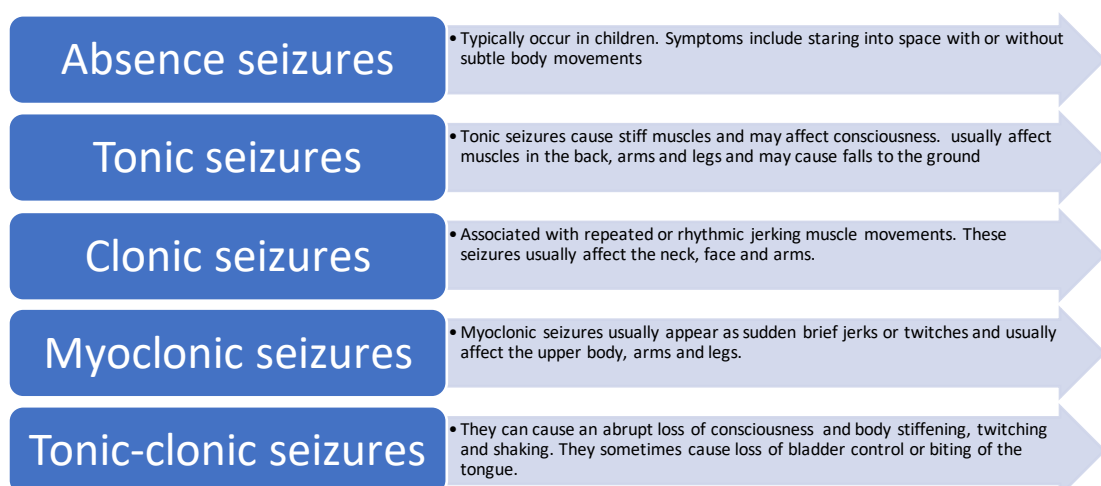 Absence seizures
• Typically occur in children. Symptoms include staring into space with or without
subtle body movements
Tonic seizures
• Tonic seizures cause stiff muscles and may affect consciousness. usually affect
muscles in the back, arms and legs and may cause falls to the ground
Clonic seizures
• Associated with repeated or rhythmic jerking muscle movements. These
seizures usually affect the neck, face and arms.
Myoclonic seizures
• Myoclonic seizures usually appear as sudden brief jerks or twitches and usually
affect the upper body, arms and legs.
Tonic-clonic seizures
• They can cause an abrupt loss of consciousness and body stiffening, twitching
and shaking. They sometimes cause loss of bladder control or biting of the
tongue.